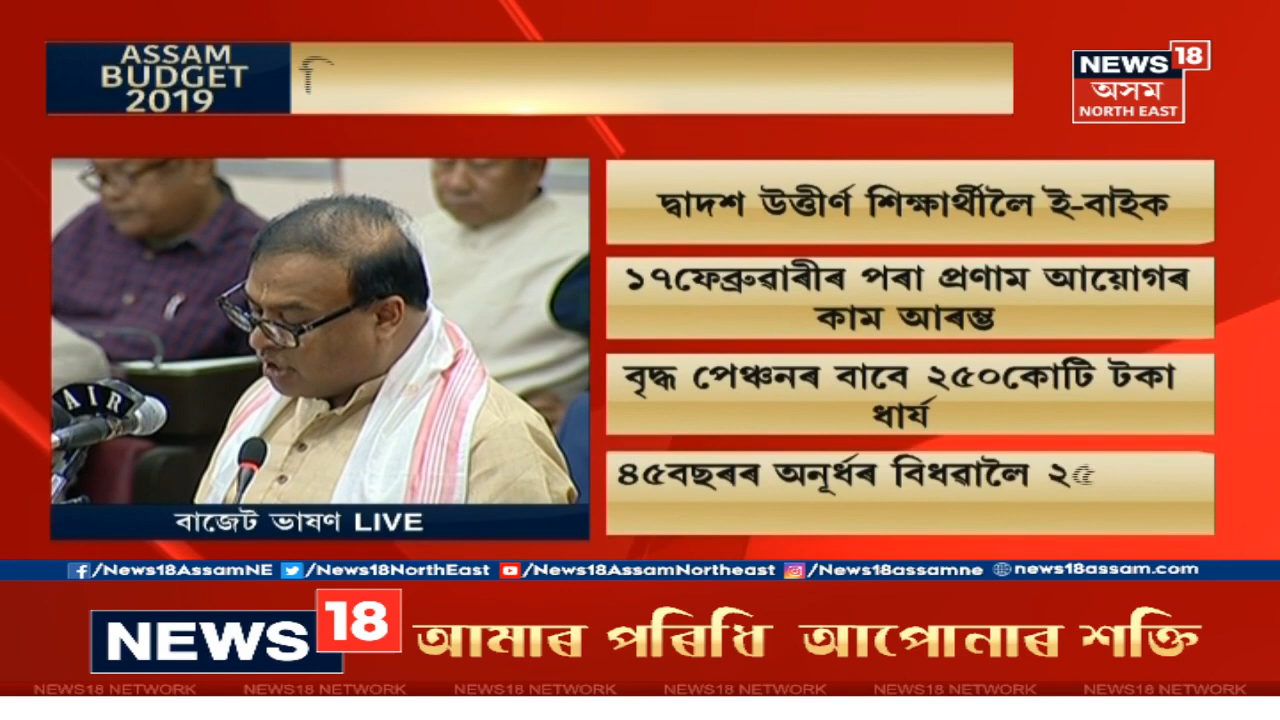 ASSAM
BUDGET
2019
NEWS 18
অসম
NORTH EAST
দ্বাদশ উত্তীৰ্ণ শিক্ষাৰ্থীলৈ ই-বাইক
১৭ফেব্ৰুৱাৰীৰ পৰা প্ৰণাম আয়োগৰ
কাম আৰম্ভ
বৃদ্ধ পেঞ্চনৰ বাবে ২৫০কোটি টকা
ধাৰ্য
৪৫বছৰৰ অনূৰ্ধৰ বিধৱালৈ ২৫
AIR
বাজেট ভাষণ LIVE
/News18AssamNE /News18NorthEast /News18AssamNortheast /News18assamne news18assam.com
NEWS 18 আমাৰ পৰিধি আপোনাৰ শক্তি
NEWS18 NETWORK NEWS18 NETWORK NEWS18 NETWORK NEWS18 NETWORK NEWS18 NETWORK NEWS18 NETWORK